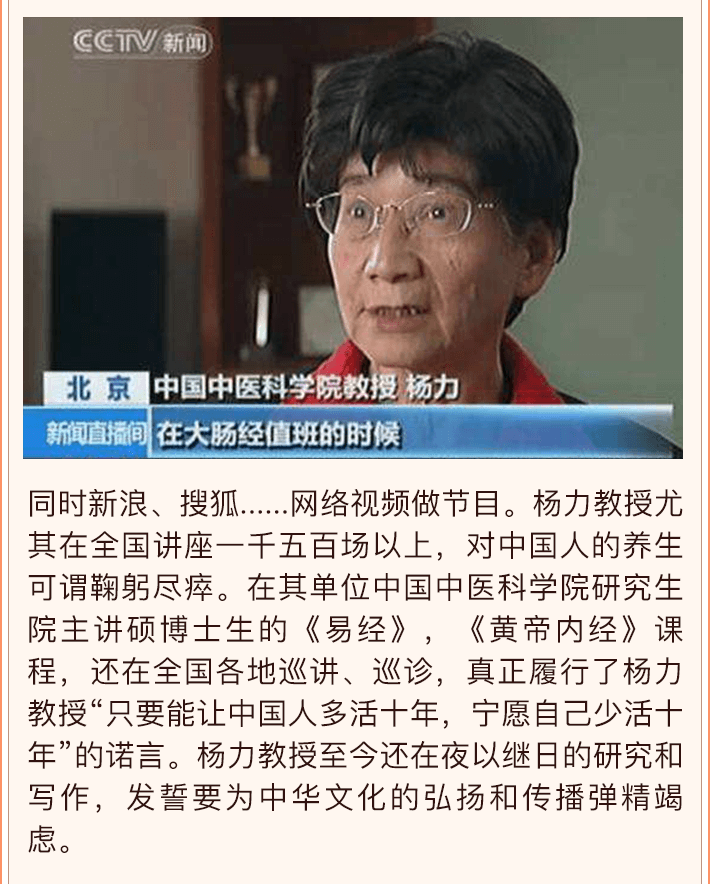 CCTV 新闻
北京 中国中医科学院教授 杨力
新闻直播间 在大肠经值班的时候
同时新浪、搜狐……网络视频做节目。杨力教授尤
其在全国讲座一千五百场以上，对中国人的养生
可谓鞠躬尽瘁。在其单位中国中医科学院研究生
院主讲硕博士生的《易经》，《黄帝内经》课
程，还在全国各地巡讲、巡诊，真正履行了杨力
教授“只要能让中国人多活十年，宁愿自己少活十
年”的诺言。杨力教授至今还在夜以继日的研究和
写作，发誓要为中华文化的弘扬和传播弹精竭
虑。